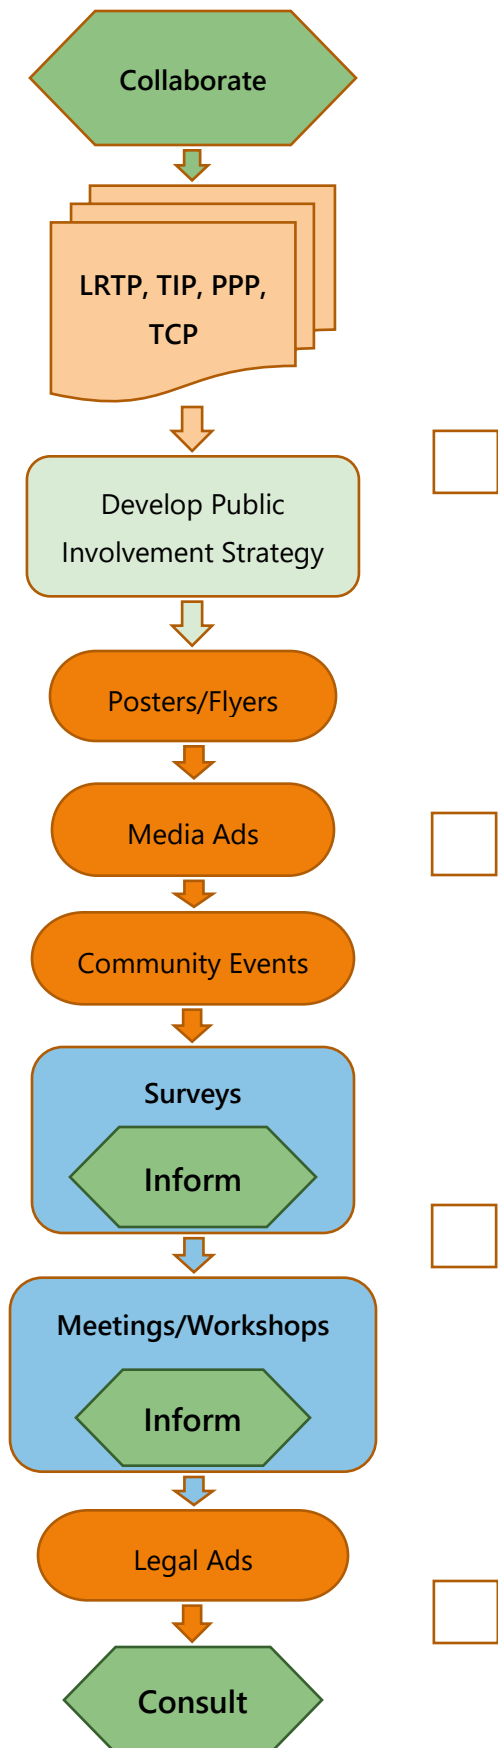 Collaborate
LRTP, TIP, PPP,
TCP
Develop Public
Involvement Strategy
Posters/Flyers
Media Ads
Community Events
Surveys
Inform
Meetings/Workshops
Inform
Legal Ads
Consult